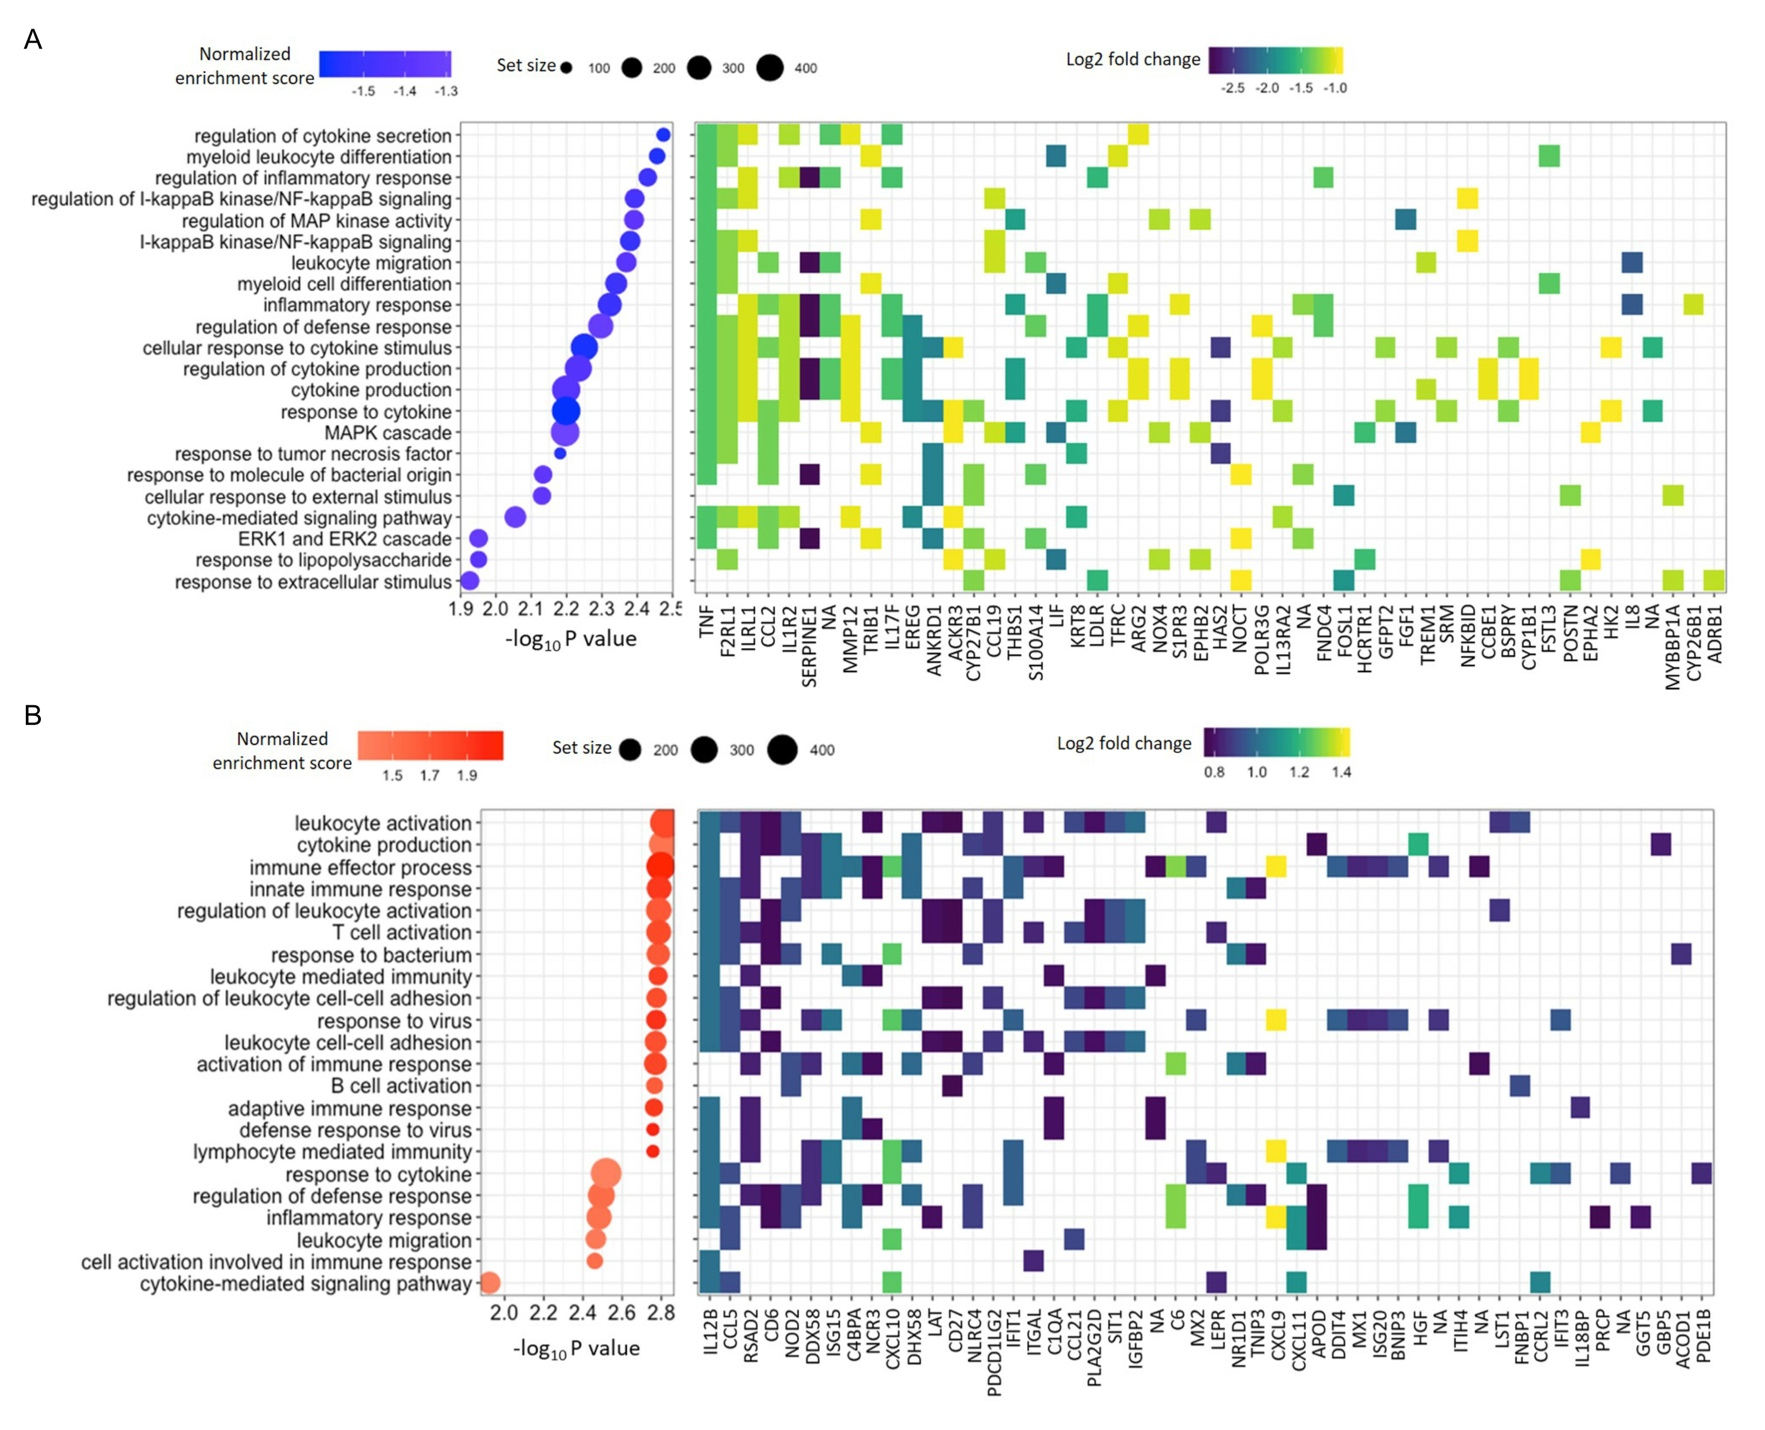 A
Normalized
enrichment score
-1.5 -1.4 -1.3
Set size 100 200 300 400
Log2 fold change
-2.5 -2.0 -1.5 -1.0
regulation of cytokine secretion
myeloid leukocyte differentiation
regulation of inflammatory response
regulation of I-kappaB kinase/NF-kappaB signaling
regulation of MAP kinase activity
I-kappaB kinase/NF-kappaB signaling
leukocyte migration
myeloid cell differentiation
inflammatory response
regulation of defense response
cellular response to cytokine stimulus
regulation of cytokine production
cytokine production
response to cytokine
MAPK cascade
response to tumor necrosis factor
response to molecule of bacterial origin
cellular response to external stimulus
cytokine-mediated signaling pathway
ERK1 and ERK2 cascade
response to lipopolysaccharide
response to extracellular stimulus
1.9 2.0 2.1 2.2 2.3 2.4 2.5
-log10 P value
TNF F2RL1 ILRL1 CCL2 IL1R2 SERPINE1 NA MMP12 TRIB1 IL17F EREG ANKRD1 ACKR3 CYP27B1 CCL19 THBS1 S100A14 LIF KRT8 LDLR TFRC ARG2 NOX4 S1PR3 EPHB2 HAS2 NOCT POLR3G IL13RA2 NA FNDC4 FOSL1 HCRTR1 GFPT2 FGF1 TREM1 SRM NFKBID CCBE1 BSPRY CYP1B1 FSTL3 POSTN EPHA2 HK2 IL8 NA MYBBP1A CYP26B1 ADRB1
B
Normalized
enrichment score
1.5 1.7 1.9
Set size 200 300 400
Log2 fold change
0.8 1.0 1.2 1.4
leukocyte activation
cytokine production
immune effector process
innate immune response
regulation of leukocyte activation
T cell activation
response to bacterium
leukocyte mediated immunity
regulation of leukocyte cell-cell adhesion
response to virus
leukocyte cell-cell adhesion
activation of immune response
B cell activation
adaptive immune response
defense response to virus
lymphocyte mediated immunity
response to cytokine
regulation of defense response
inflammatory response
leukocyte migration
cell activation involved in immune response
cytokine-mediated signaling pathway
2.0 2.2 2.4 2.6 2.8
-log10 P value
IL12B CCL5 RSAD2 CD6 NOD2 DDX58 ISG15 C4BPA NCR3 CXCL10 DHX58 LAT CD27 NLRC4 PDCD1LG2 IFIT1 ITGAL C1QA CCL21 PLA2G2D SIT1 IGFBP2 NA C6 MX2 LEPR NR1D1 TNIP3 CXCL9 CXCL11 APOD DDIT4 MX1 ISG20 BNIP3 HGF NA ITIH4 NA LST1 FNBP1 CCRL2 IFIT3 IL18BP PRCP NA GGT5 GBP5 ACOD1 PDE1B